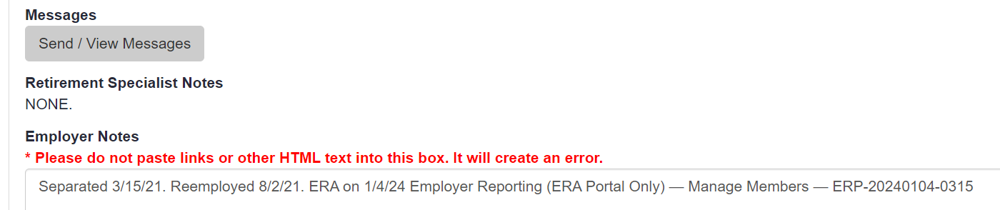 Messages
Send / View Messages
Retirement Specialist Notes
NONE.
Employer Notes
* Please do not paste links or other HTML text into this box. It will create an error.
Separated 3/15/21. Reemployed 8/2/21. ERA on 1/4/24 Employer Reporting (ERA Portal Only) — Manage Members — ERP-20240104-0315